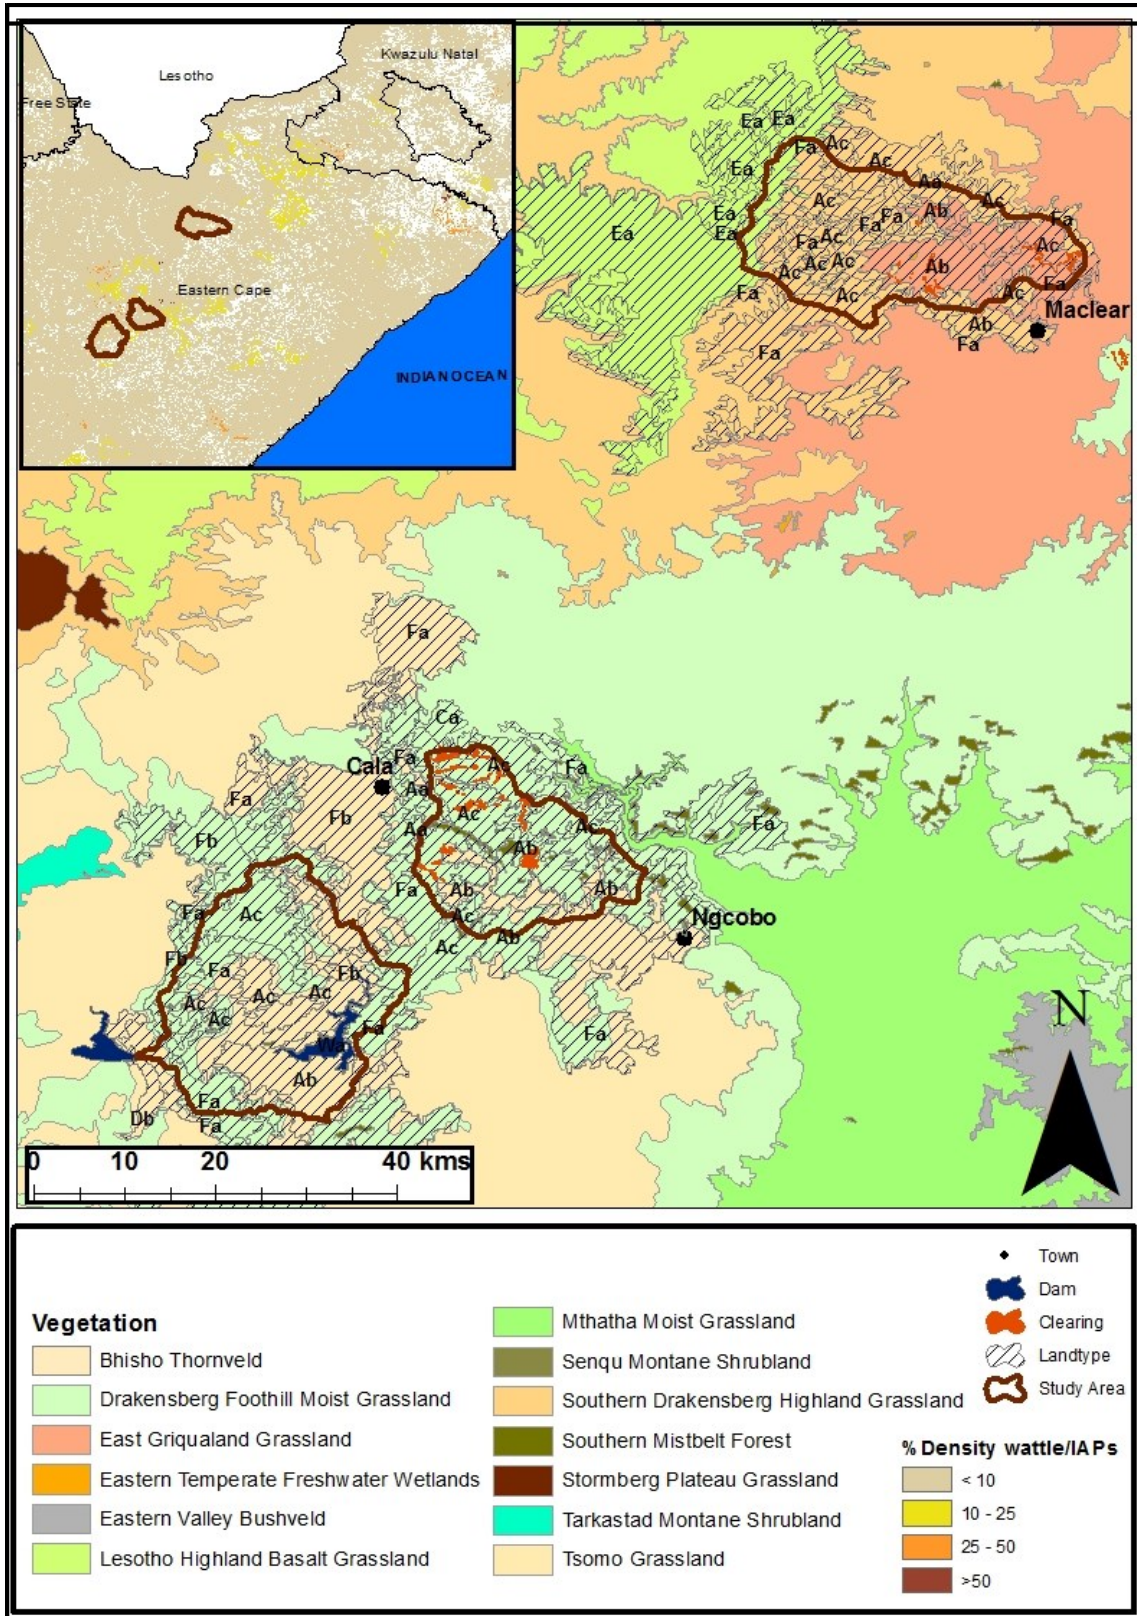 Kwazulu Natal
Lesotho
Free State
Eastern Cape
INDIAN OCEAN
Ea Ea
Fa Ac
Ac
Ea
Aa
Ac
Ac
Ea
Fa
Ab
Fa
Ea
Ea
Fa
Fa Ac
Ac
Ac Ac Ac
Ab
Fa
Fa
Ac
Ac
Maclear
Ab
Fa
Fa
Fa
Ca
Fa
Ac
Fa
Cala
Aa
Fa
Fb
Ac
Ac
Fa
Aa
Fb
Ab
Fa
Ab
Ab
Fa
Ac
Ac
Ngcobo
Ab
Ac
Fb
Fa
Fb
Ac
Ac
Ac
Ac
Fa
Fa
Wa
Ab
Fa
Db
Fa
N
0 10 20 40 kms
Vegetation
Bhisho Thornveld
Drakensberg Foothill Moist Grassland
East Griqualand Grassland
Eastern Temperate Freshwater Wetlands
Eastern Valley Bushveld
Lesotho Highland Basalt Grassland
Mthatha Moist Grassland
Senqu Montane Shrubland
Southern Drakensberg Highland Grassland
Southern Mistbelt Forest
Stormberg Plateau Grassland
Tarkastad Montane Shrubland
Tsomo Grassland
Town
Dam
Clearing
Landtype
Study Area
% Density wattle/IAPs
< 10
10 - 25
25 - 50
>50